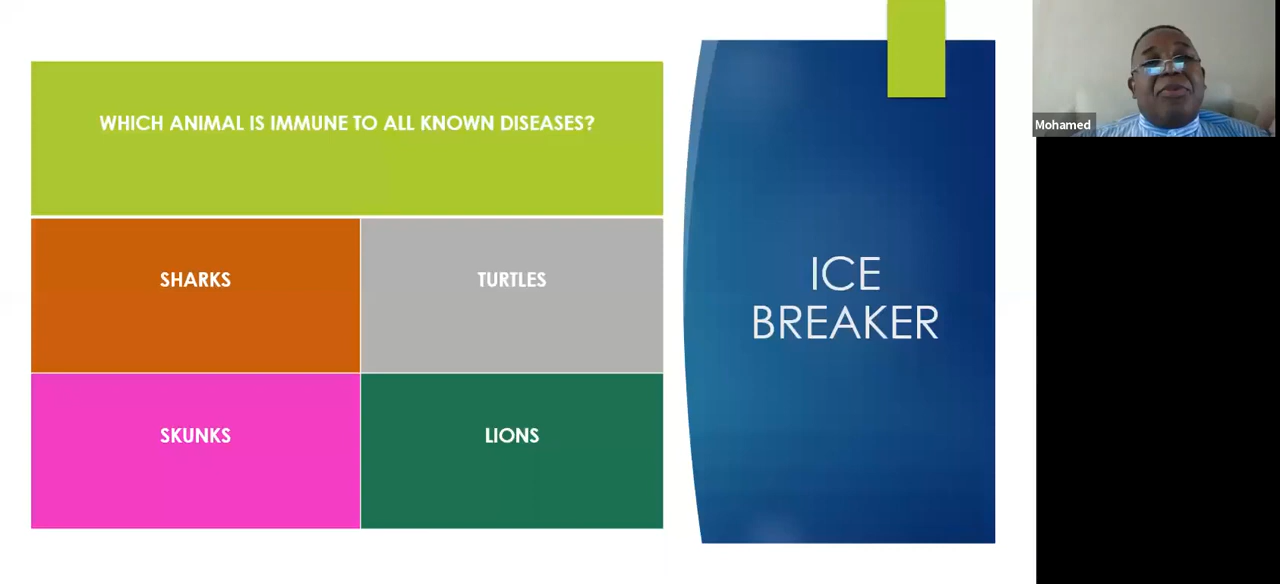 WHICH ANIMAL IS IMMUNE TO ALL KNOWN DISEASES?
SHARKS
TURTLES
SKUNKS
LIONS
ICE
BREAKER
Mohamed